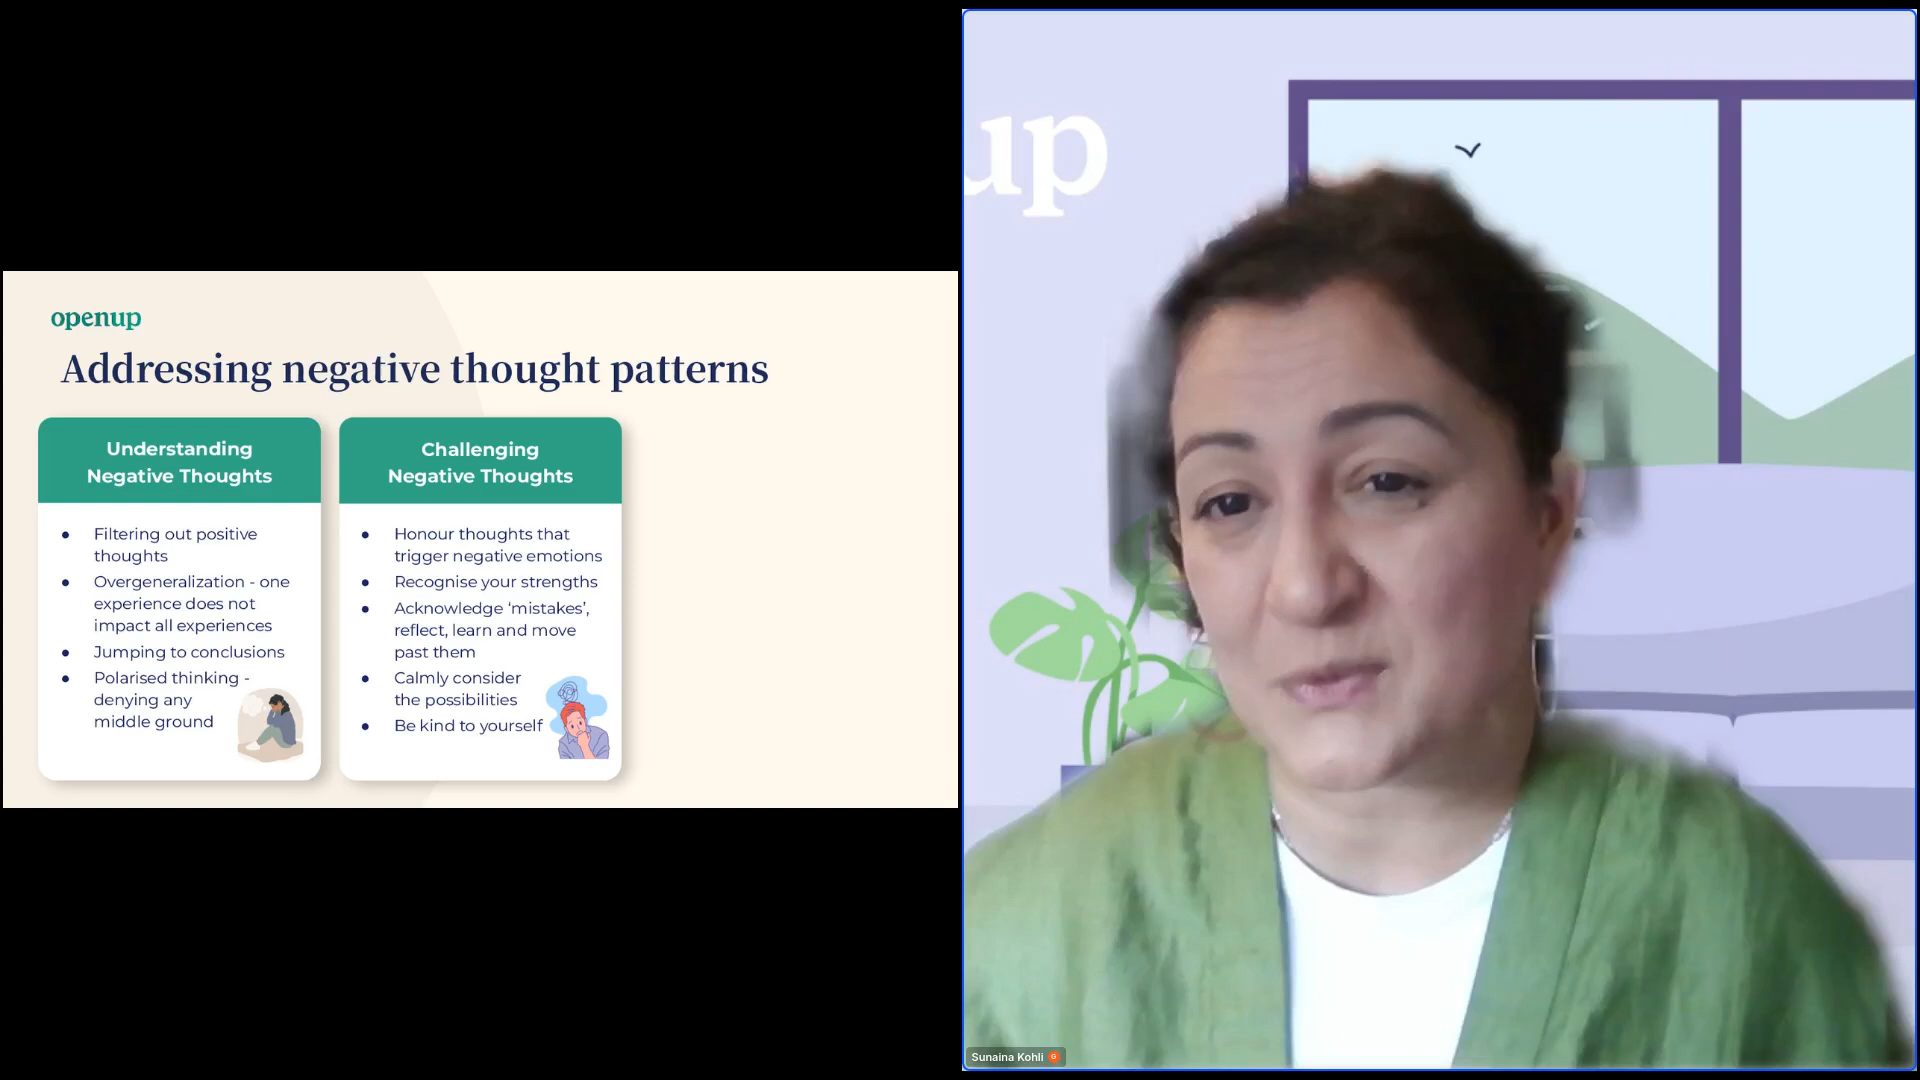 openup
Addressing negative thought patterns
Understanding
Negative Thoughts
• Filtering out positive
thoughts
• Overgeneralization - one
experience does not
impact all experiences
• Jumping to conclusions
• Polarised thinking -
denying any
middle ground
Challenging
Negative Thoughts
• Honour thoughts that
trigger negative emotions
• Recognise your strengths
• Acknowledge ‘mistakes’,
reflect, learn and move
past them
• Calmly consider
the possibilities
• Be kind to yourself
up
Sunaina Kohli G